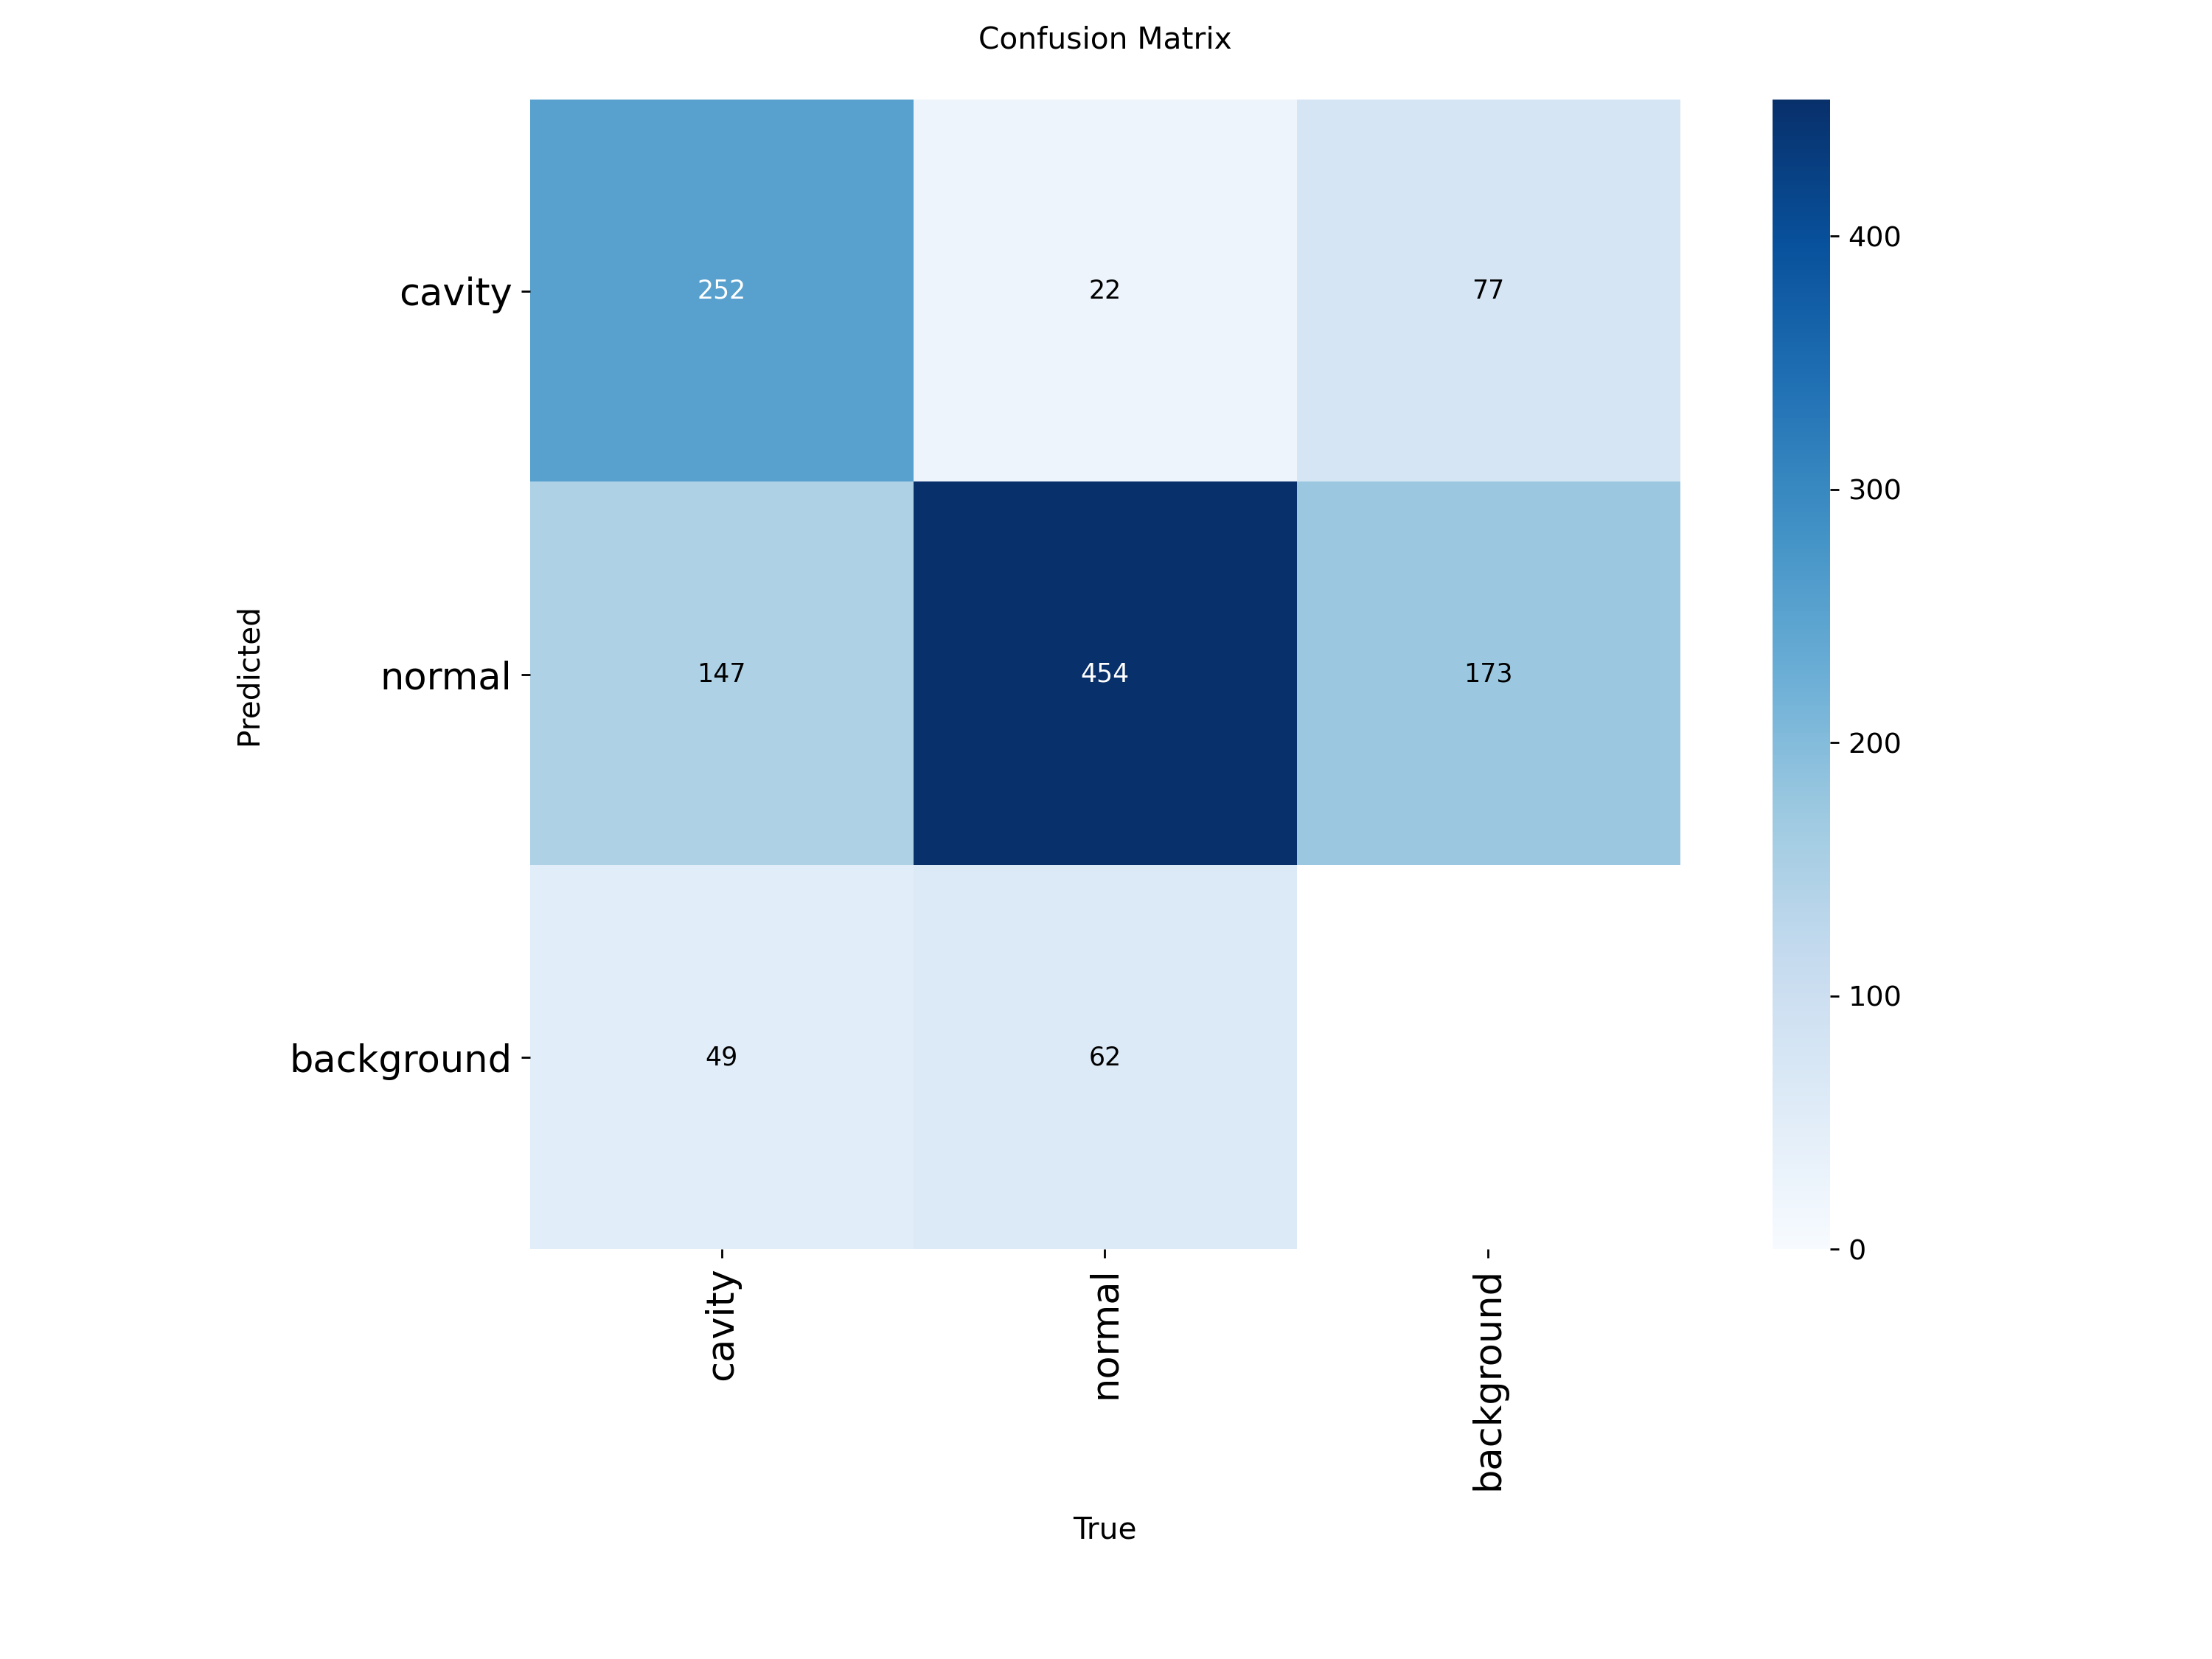 Confusion Matrix
cavity
252
22
77
normal
147
454
173
background
49
62
cavity
normal
background
Predicted
True
400
300
200
100
0